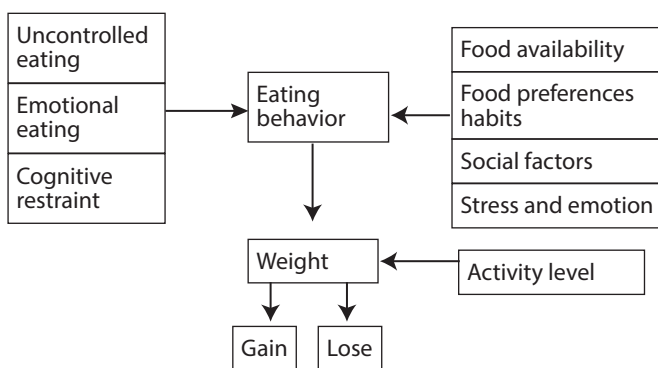 Uncontrolled
eating
Emotional
eating
Cognitive
restraint
Eating
behavior
Food availability
Food preferences
habits
Social factors
Stress and emotion
Weight
Activity level
Gain
Lose